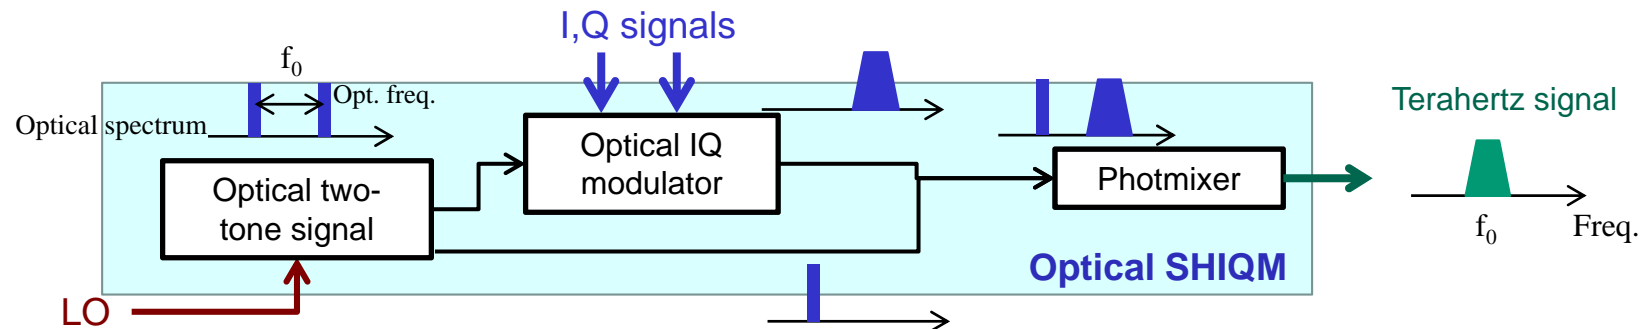 I,Q signals
f0
Opt. freq.
Optical spectrum
Terahertz signal
Optical IQ
modulator
Optical two-
tone signal
Photmixer
f0
Freq.
Optical SHIQM
LO